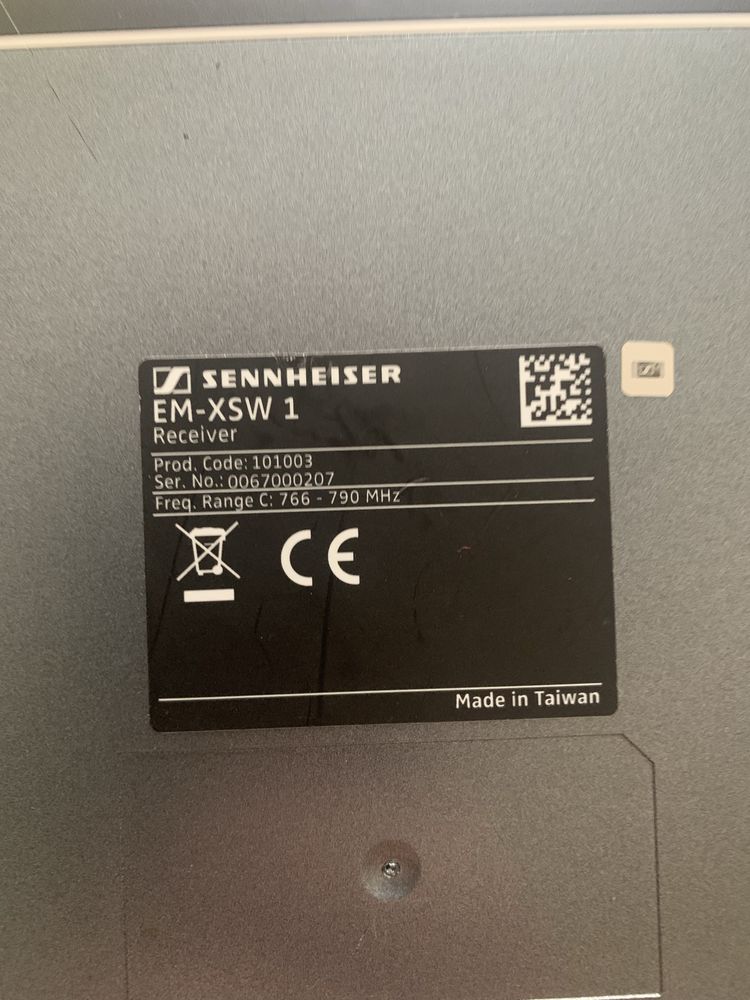 SENNHEISER
EM-XSW 1
Receiver
Prod. Code: 101003
Ser. No.: 0067000207
Freq. Range C: 766 - 790 MHz
CE
Made in Taiwan